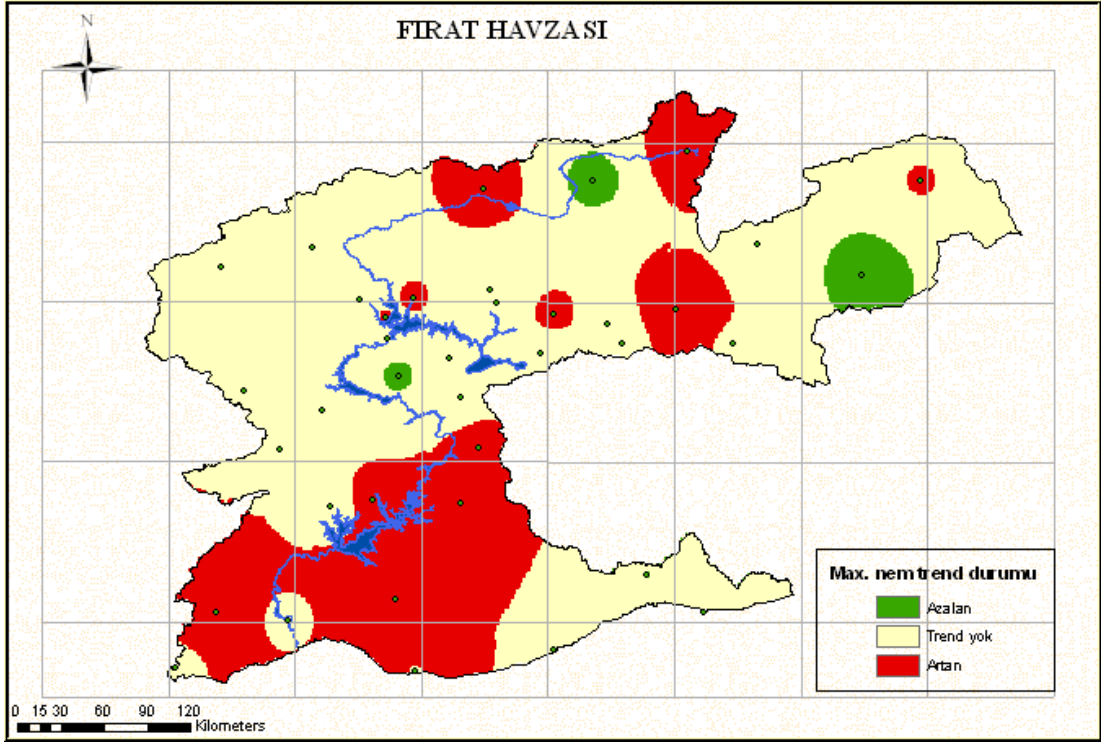 FIRAT HAVZASI
N
Max. nem trend durumu
Azalan
Trend yok
Artan
0 15 30 60 90 120
Kilometers